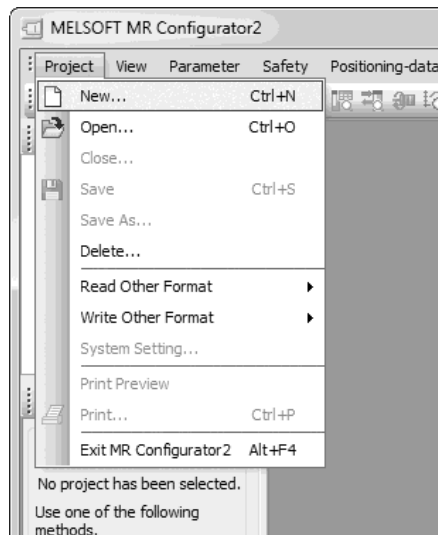 MELSOFT MR Configurator2
Project View Parameter Safety Positioning-data
New... Ctrl+N
Open... Ctrl+O
Close...
Save Ctrl+S
Save As...
Delete...
Read Other Format
Write Other Format
System Setting...
Print Preview
Print... Ctrl+P
Exit MR Configurator2 Alt+F4
No project has been selected.
Use one of the following
methods.